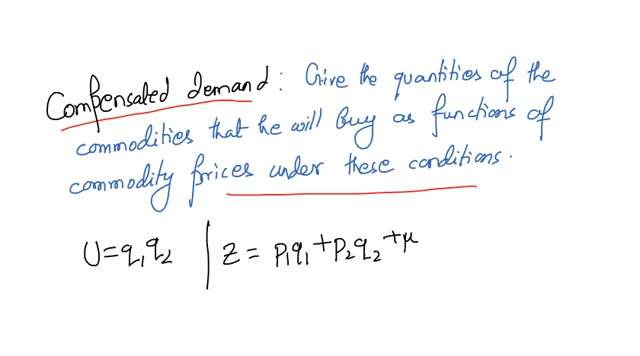 Compensated demand : Give the quantities of the
commodities that he will buy as functions of
commodity prices under these conditions.
U=q₁q₂ | Z = p₁q₁+p₂q₂+μ